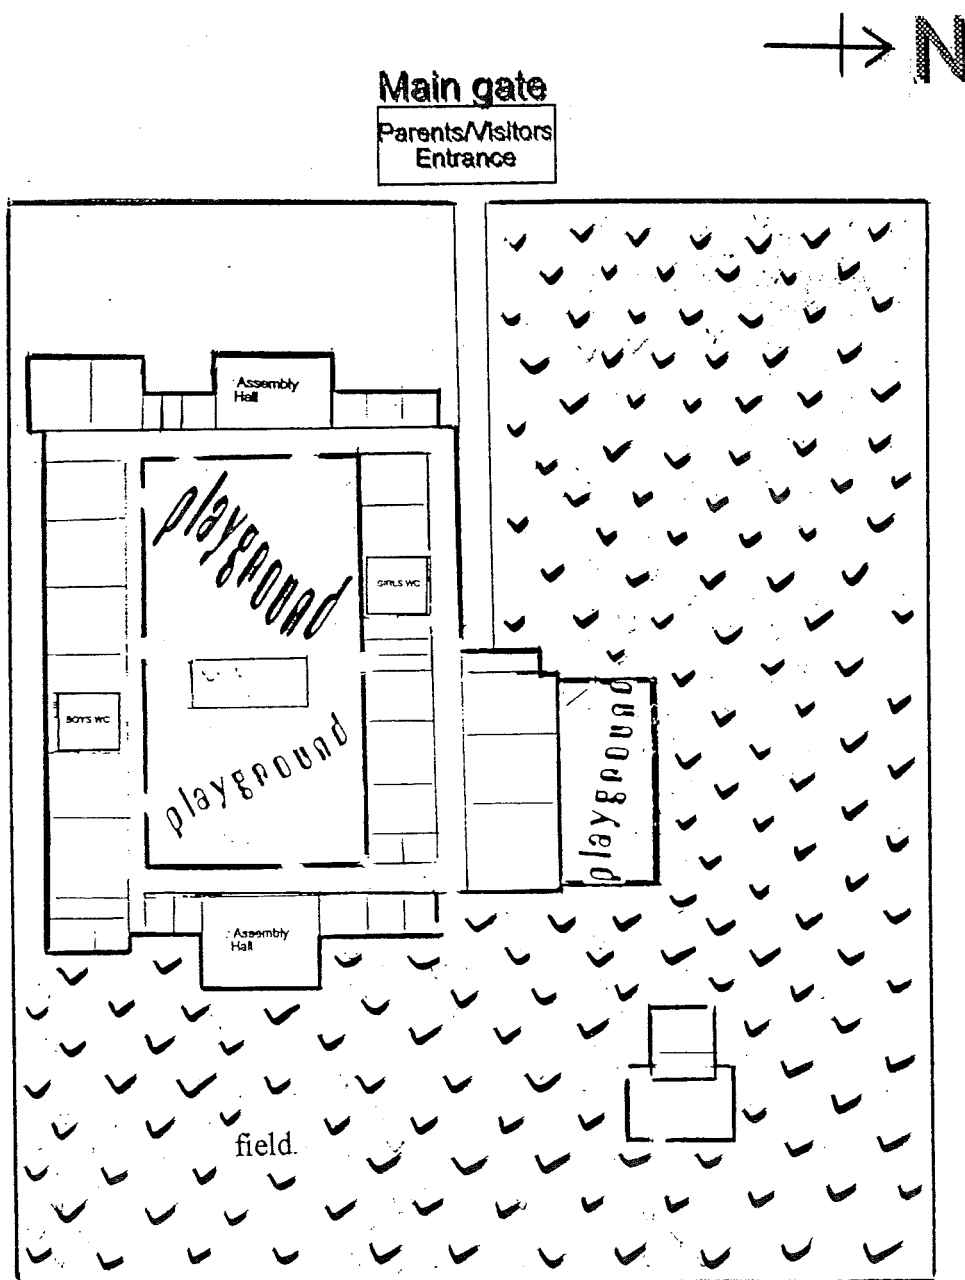 N
Main gate
Parents/Visitors
Entrance
Assembly
Hall
playground
GIRLS WC
BOYS WC
playground
playground
Assembly
Hall
field.